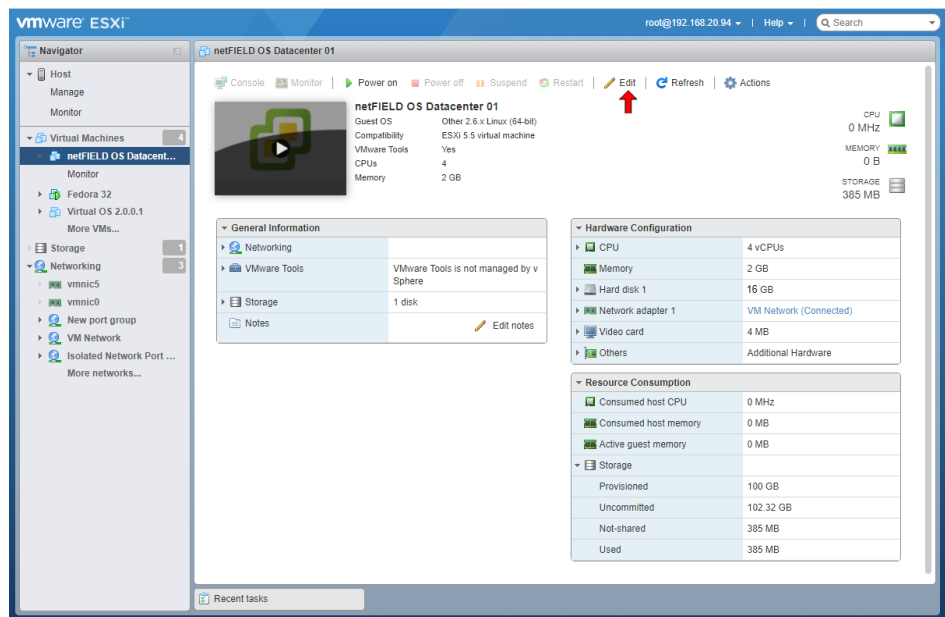 vmware ESXi™
root@192.168.20.94 | Help | Search
Navigator
Host
Manage
Monitor
Virtual Machines 4
netFIELD OS Datacent...
Monitor
Fedora 32
Virtual OS 2.0.0.1
More VMs...
Storage 1
Networking 3
vmnic5
vmnic0
New port group
VM Network
Isolated Network Port ...
More networks...
netFIELD OS Datacenter 01
Console Monitor | Power on Power off Suspend Restart | Edit | Refresh | Actions
netFIELD OS Datacenter 01
Guest OS Other 2.6.x Linux (64-bit)
Compatibility ESXi 5.5 virtual machine
VMware Tools Yes
CPUs 4
Memory 2 GB
CPU
0 MHz
MEMORY
0 B
STORAGE
385 MB
General Information
Networking
VMware Tools VMware Tools is not managed by v
Sphere
Storage 1 disk
Notes Edit notes
Hardware Configuration
CPU 4 vCPUs
Memory 2 GB
Hard disk 1 16 GB
Network adapter 1 VM Network (Connected)
Video card 4 MB
Others Additional Hardware
Resource Consumption
Consumed host CPU 0 MHz
Consumed host memory 0 MB
Active guest memory 0 MB
Storage
Provisioned 100 GB
Uncommitted 102.32 GB
Not-shared 385 MB
Used 385 MB
Recent tasks